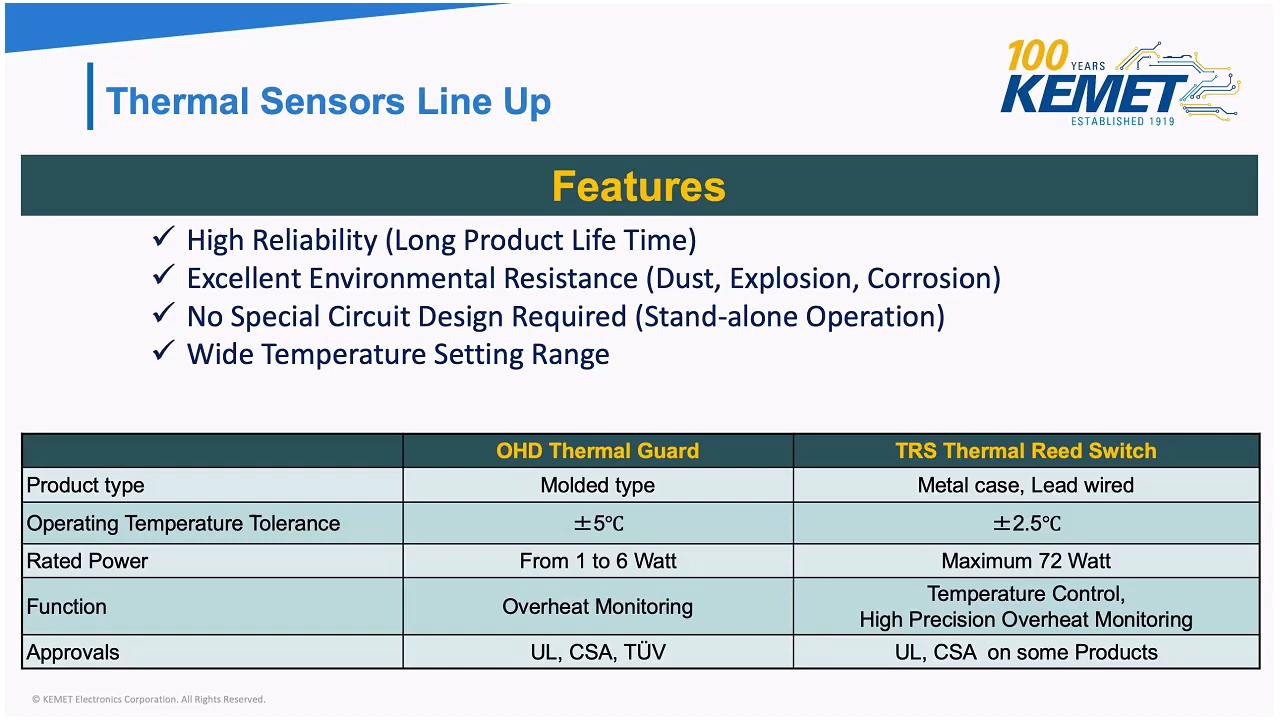 100 YEARS
KEMET
ESTABLISHED 1919
Thermal Sensors Line Up
Features
✓ High Reliability (Long Product Life Time)
✓ Excellent Environmental Resistance (Dust, Explosion, Corrosion)
✓ No Special Circuit Design Required (Stand-alone Operation)
✓ Wide Temperature Setting Range
OHD Thermal Guard TRS Thermal Reed Switch
Product type Molded type Metal case, Lead wired
Operating Temperature Tolerance ±5℃ ±2.5℃
Rated Power From 1 to 6 Watt Maximum 72 Watt
Function Overheat Monitoring Temperature Control,
High Precision Overheat Monitoring
Approvals UL, CSA, TÜV UL, CSA on some Products
© KEMET Electronics Corporation. All Rights Reserved.